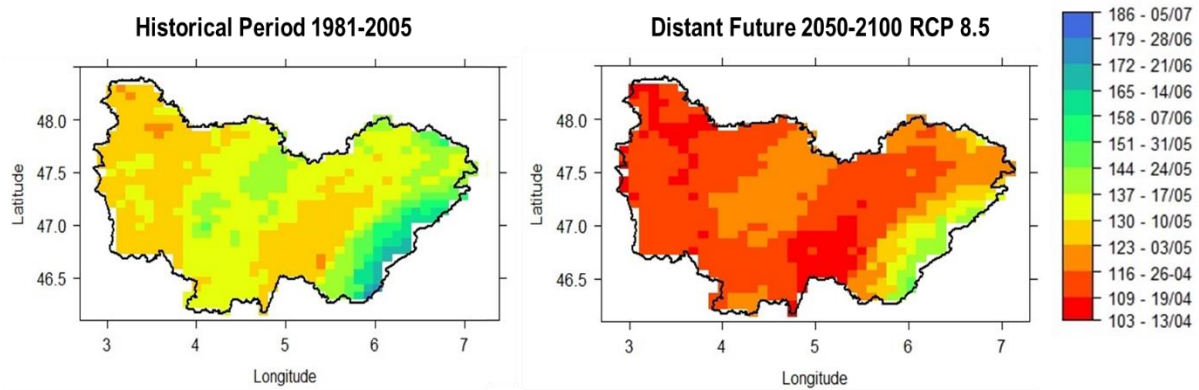 Historical Period 1981-2005
Distant Future 2050-2100 RCP 8.5
Latitude
48.0
47.5
47.0
46.5
3 4 5 6 7
Longitude
Latitude
48.0
47.5
47.0
46.5
3 4 5 6 7
Longitude
186 - 05/07
179 - 28/06
172 - 21/06
165 - 14/06
158 - 07/06
151 - 31/05
144 - 24/05
137 - 17/05
130 - 10/05
123 - 03/05
116 - 26-04
109 - 19/04
103 - 13/04